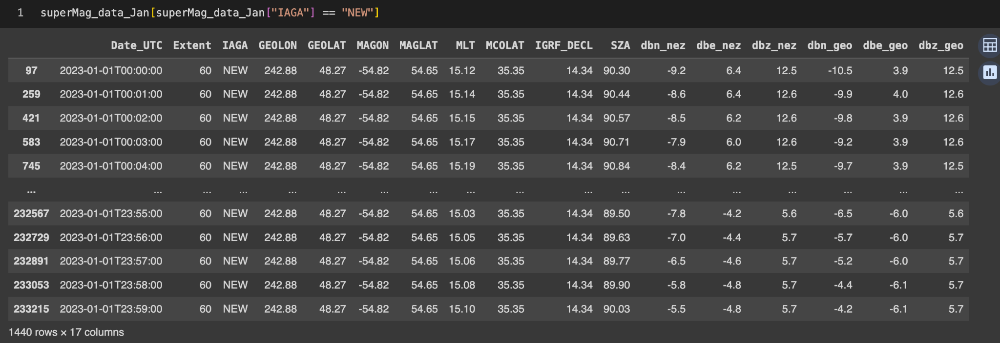 1 superMag_data_Jan[superMag_data_Jan["IAGA"] == "NEW"]
Date_UTC Extent IAGA GEOLON GEOLAT MAGON MAGLAT MLT MCOLAT IGRF_DECL SZA dbn_nez dbe_nez dbz_nez dbn_geo dbe_geo dbz_geo
97 2023-01-01T00:00:00 60 NEW 242.88 48.27 -54.82 54.65 15.12 35.35 14.34 90.30 -9.2 6.4 12.5 -10.5 3.9 12.5
259 2023-01-01T00:01:00 60 NEW 242.88 48.27 -54.82 54.65 15.14 35.35 14.34 90.44 -8.6 6.4 12.6 -9.9 4.0 12.6
421 2023-01-01T00:02:00 60 NEW 242.88 48.27 -54.82 54.65 15.15 35.35 14.34 90.57 -8.5 6.2 12.6 -9.8 3.9 12.6
583 2023-01-01T00:03:00 60 NEW 242.88 48.27 -54.82 54.65 15.17 35.35 14.34 90.71 -7.9 6.0 12.6 -9.2 3.9 12.6
745 2023-01-01T00:04:00 60 NEW 242.88 48.27 -54.82 54.65 15.19 35.35 14.34 90.84 -8.4 6.2 12.5 -9.7 3.9 12.5
... ... ... ... ... ... ... ... ... ... ... ... ... ... ... ... ... ...
232567 2023-01-01T23:55:00 60 NEW 242.88 48.27 -54.82 54.65 15.03 35.35 14.34 89.50 -7.8 -4.2 5.6 -6.5 -6.0 5.6
232729 2023-01-01T23:56:00 60 NEW 242.88 48.27 -54.82 54.65 15.05 35.35 14.34 89.63 -7.0 -4.4 5.7 -5.7 -6.0 5.7
232891 2023-01-01T23:57:00 60 NEW 242.88 48.27 -54.82 54.65 15.06 35.35 14.34 89.77 -6.5 -4.6 5.7 -5.2 -6.0 5.7
233053 2023-01-01T23:58:00 60 NEW 242.88 48.27 -54.82 54.65 15.08 35.35 14.34 89.90 -5.8 -4.8 5.7 -4.4 -6.1 5.7
233215 2023-01-01T23:59:00 60 NEW 242.88 48.27 -54.82 54.65 15.10 35.35 14.34 90.03 -5.5 -4.8 5.7 -4.2 -6.1 5.7
1440 rows × 17 columns